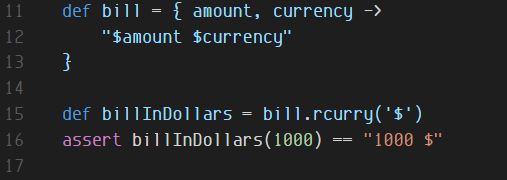 11 def bill = { amount, currency ->
12 "$amount $currency"
13 }
14
15 def billInDollars = bill.rcurry('$')
16 assert billInDollars(1000) == "1000 $"
17